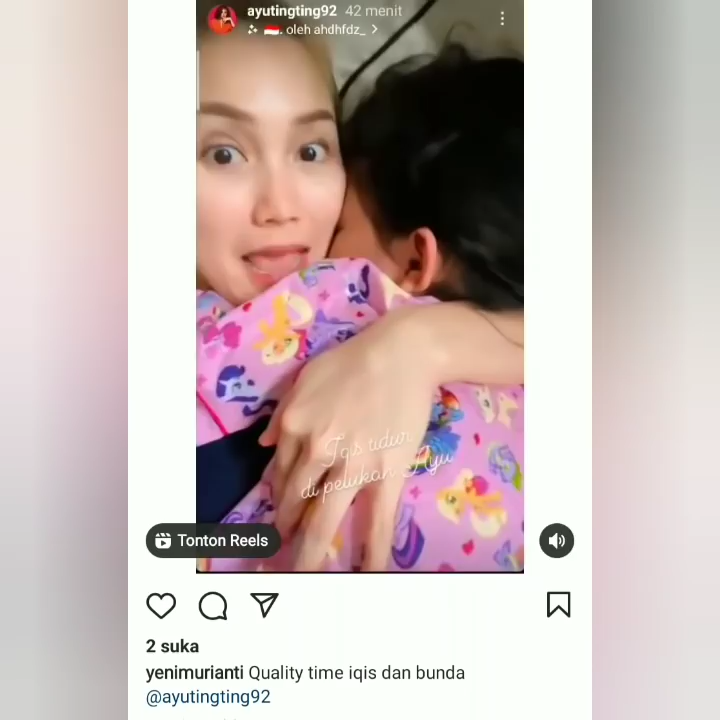 ayutingting92 42 menit
🇮🇩. oleh ahdhfdz_ >
Iqis tidur
di pelukan Ayu
Tonton Reels
2 suka
yenimurianti Quality time iqis dan bunda
@ayutingting92